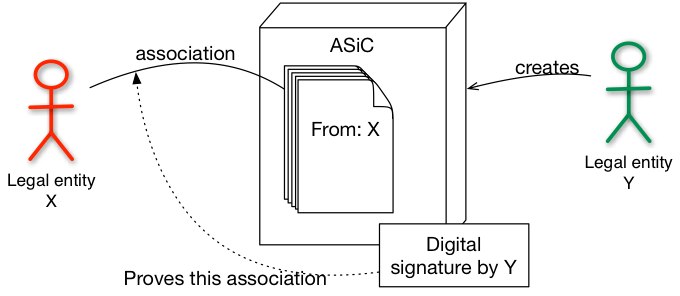 ASiC
association
creates
From: X
Legal entity
X
Legal entity
Y
Digital
signature by Y
Proves this association